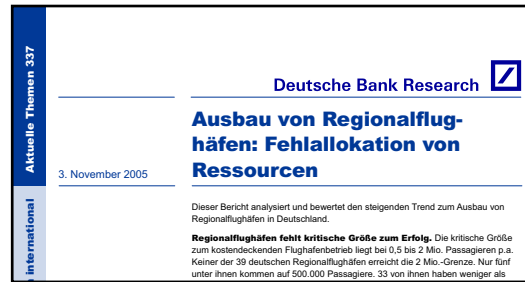 Aktuelle Themen 337
international
Deutsche Bank Research
Ausbau von Regionalflug-
häfen: Fehlallokation von
Ressourcen
3. November 2005
Dieser Bericht analysiert und bewertet den steigenden Trend zum Ausbau von
Regionalflughäfen in Deutschland.
Regionalflughäfen fehlt kritische Größe zum Erfolg. Die kritische Größe
zum kostendeckenden Flughafenbetrieb liegt bei 0,5 bis 2 Mio. Passagieren p.a.
Keiner der 39 deutschen Regionalflughäfen erreicht die 2 Mio.-Grenze. Nur fünf
unter ihnen kommen auf 500.000 Passagiere. 33 von ihnen haben weniger als